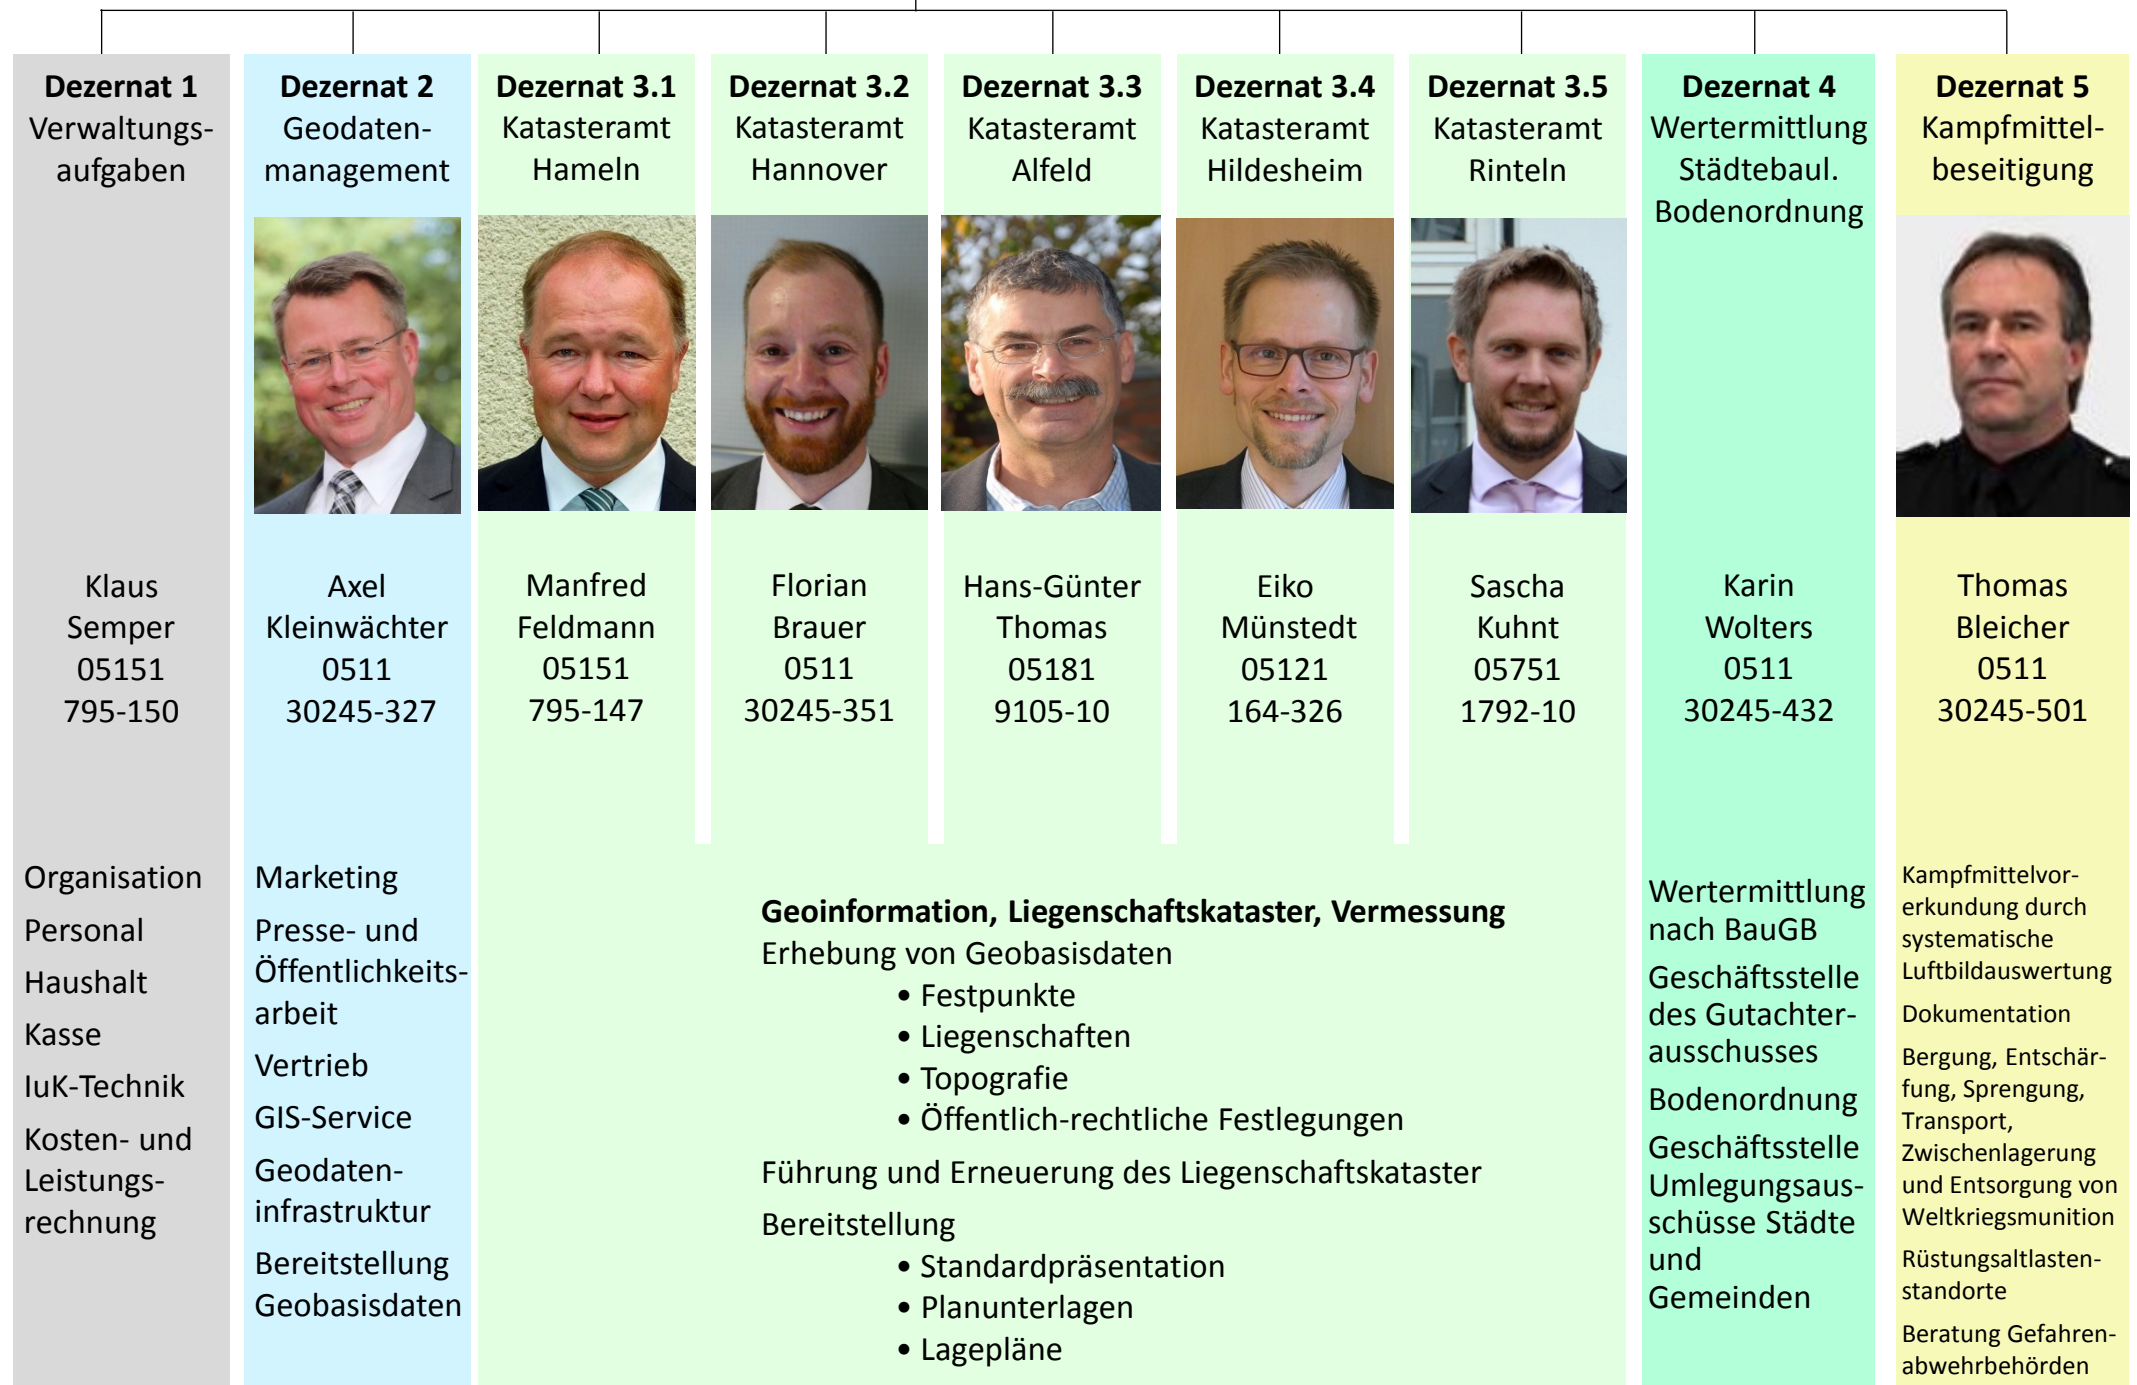 Dezernat 1
Verwaltungs-
aufgaben
Klaus
Semper
05151
795-150
Organisation
Personal
Haushalt
Kasse
IuK-Technik
Kosten- und
Leistungs-
rechnung
Dezernat 2
Geodaten-
management
Axel
Kleinwächter
0511
30245-327
Marketing
Presse- und
Öffentlichkeits-
arbeit
Vertrieb
GIS-Service
Geodaten-
infrastruktur
Bereitstellung
Geobasisdaten
Dezernat 3.1
Katasteramt
Hameln
Manfred
Feldmann
05151
795-147
Dezernat 3.2
Katasteramt
Hannover
Florian
Brauer
0511
30245-351
Dezernat 3.3
Katasteramt
Alfeld
Hans-Günter
Thomas
05181
9105-10
Dezernat 3.4
Katasteramt
Hildesheim
Eiko
Münstedt
05121
164-326
Dezernat 3.5
Katasteramt
Rinteln
Sascha
Kuhnt
05751
1792-10
Geoinformation, Liegenschaftskataster, Vermessung
Erhebung von Geobasisdaten
• Festpunkte
• Liegenschaften
• Topografie
• Öffentlich-rechtliche Festlegungen
Führung und Erneuerung des Liegenschaftskataster
Bereitstellung
• Standardpräsentation
• Planunterlagen
• Lagepläne
Dezernat 4
Wertermittlung
Städtebaul.
Bodenordnung
Karin
Wolters
0511
30245-432
Wertermittlung
nach BauGB
Geschäftsstelle
des Gutachter-
ausschusses
Bodenordnung
Geschäftsstelle
Umlegungsaus-
schüsse Städte
und
Gemeinden
Dezernat 5
Kampfmittel-
beseitigung
Thomas
Bleicher
0511
30245-501
Kampfmittelvor-
erkundung durch
systematische
Luftbildauswertung
Dokumentation
Bergung, Entschär-
fung, Sprengung,
Transport,
Zwischenlagerung
und Entsorgung von
Weltkriegsmunition
Rüstungsaltlasten-
standorte
Beratung Gefahren-
abwehrbehörden